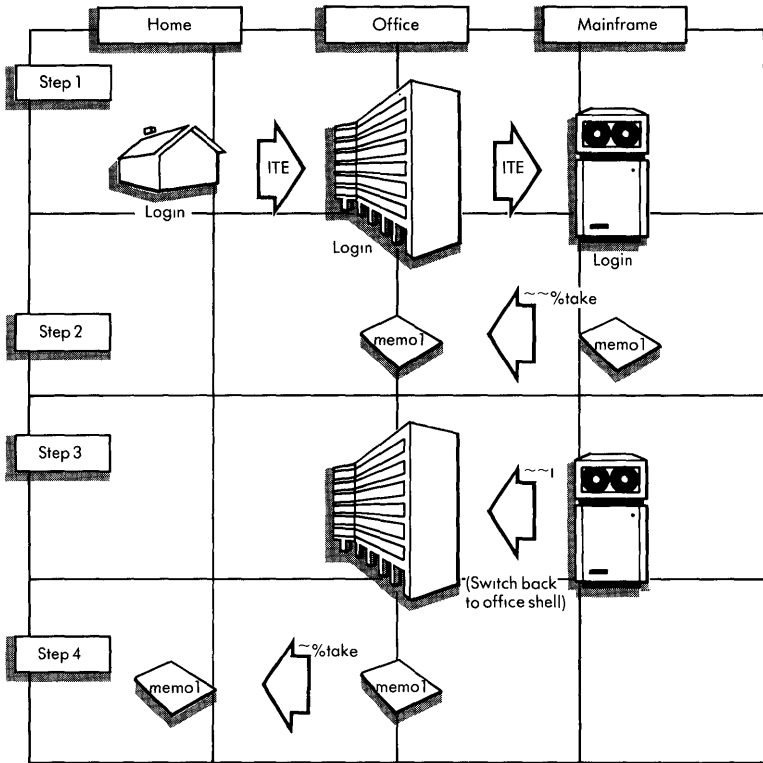 Home
Office
Mainframe
Step 1
ITE
ITE
Login
Login
Login
~~%take
Step 2
memo1
memo1
Step 3
~~!
(Switch back
to office shell)
Step 4
~%take
memo1
memo1